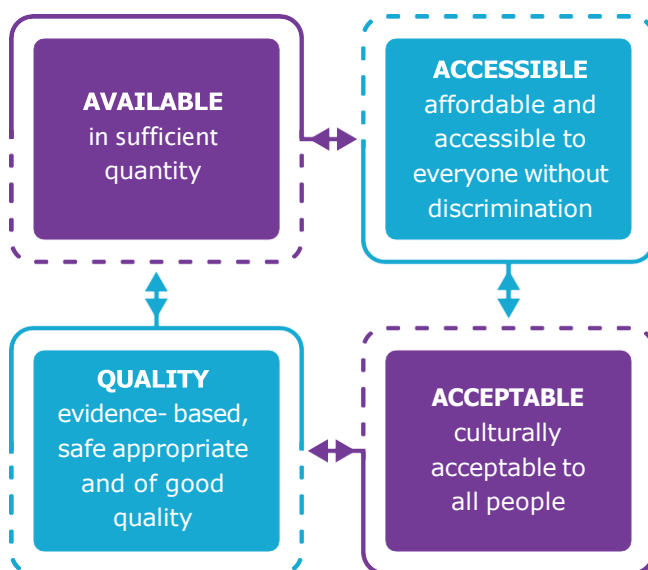 AVAILABLE
in sufficient
quantity
ACCESSIBLE
affordable and
accessible to
everyone without
discrimination
QUALITY
evidence- based,
safe appropriate
and of good
quality
ACCEPTABLE
culturally
acceptable to
all people